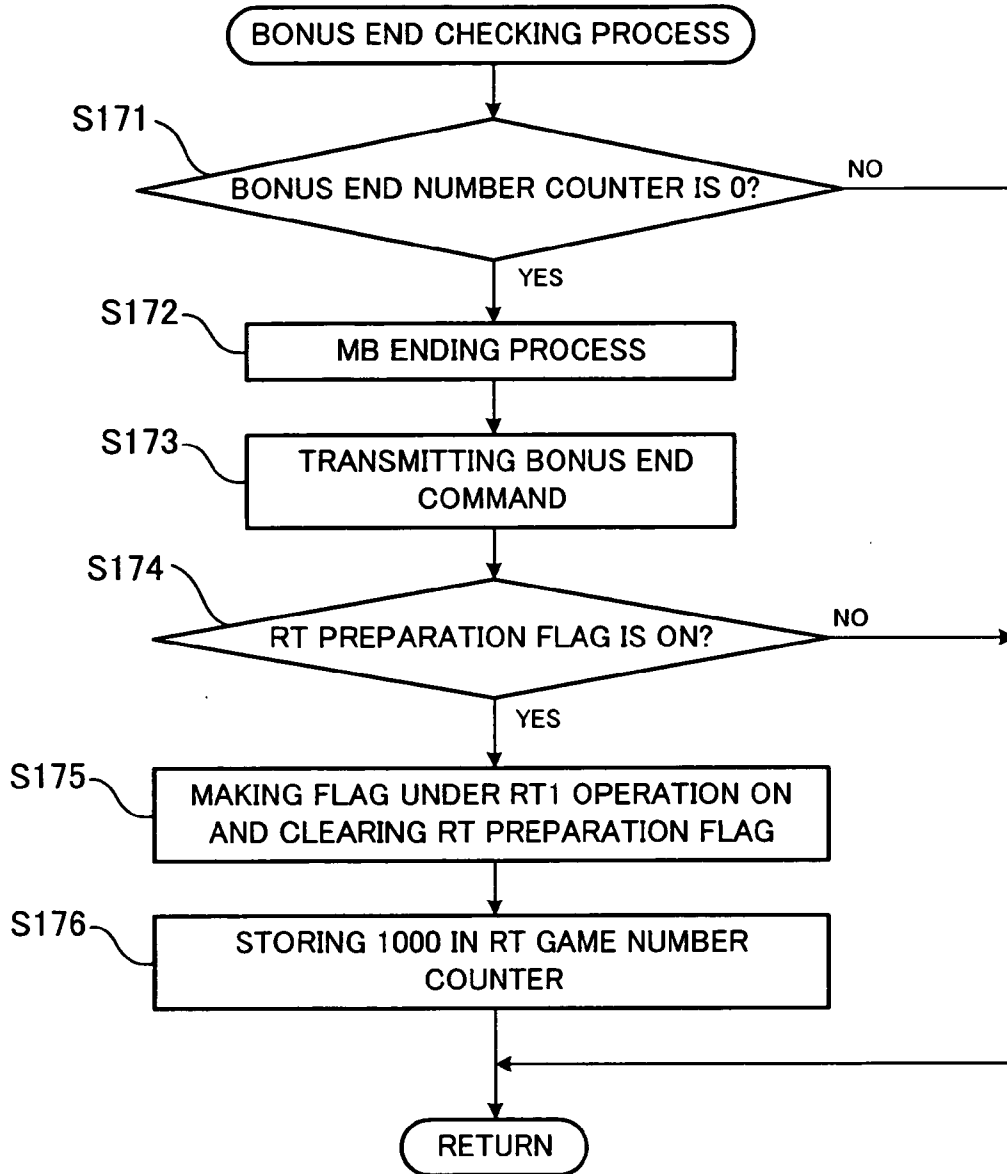 BONUS END CHECKING PROCESS
S171
BONUS END NUMBER COUNTER IS 0?
NO
YES
S172
MB ENDING PROCESS
S173
TRANSMITTING BONUS END
COMMAND
S174
RT PREPARATION FLAG IS ON?
NO
YES
S175
MAKING FLAG UNDER RT1 OPERATION ON
AND CLEARING RT PREPARATION FLAG
S176
STORING 1000 IN RT GAME NUMBER
COUNTER
RETURN